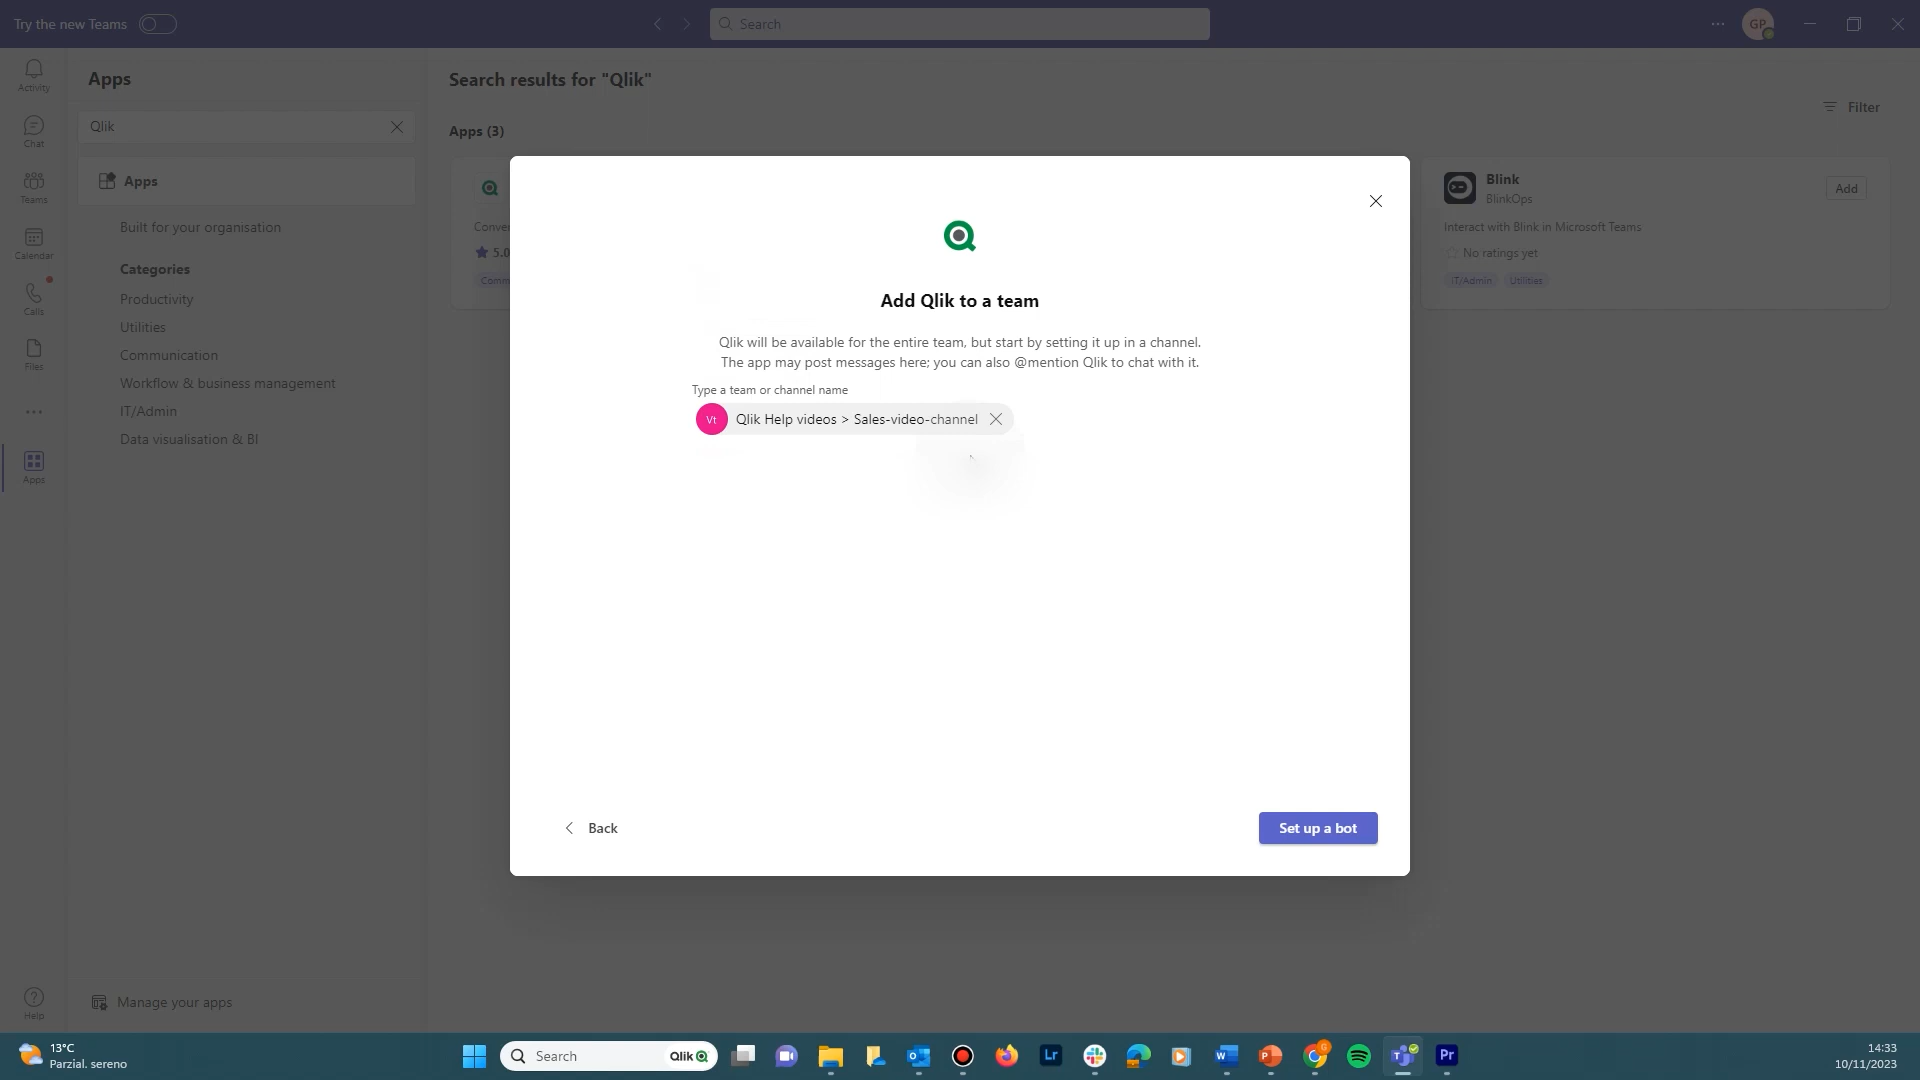 Try the new Teams
Search
GP
Activity
Chat
Teams
Calendar
Calls
Files
Apps
Help
Apps
Qlik
Apps
Built for your organisation
Categories
Productivity
Utilities
Communication
Workflow & business management
IT/Admin
Data visualisation & BI
Manage your apps
Search results for "Qlik"
Filter
Apps (3)
5.0
Blink
BlinkOps
Add
Interact with Blink in Microsoft Teams
No ratings yet
IT/Admin
Utilities
Add Qlik to a team
Qlik will be available for the entire team, but start by setting it up in a channel.
The app may post messages here; you can also @mention Qlik to chat with it.
Type a team or channel name
Vt
Qlik Help videos > Sales-video-channel
Back
Set up a bot
13°C
Parzial. sereno
Search
Qlik
Lr
Pr
14:33
10/11/2023